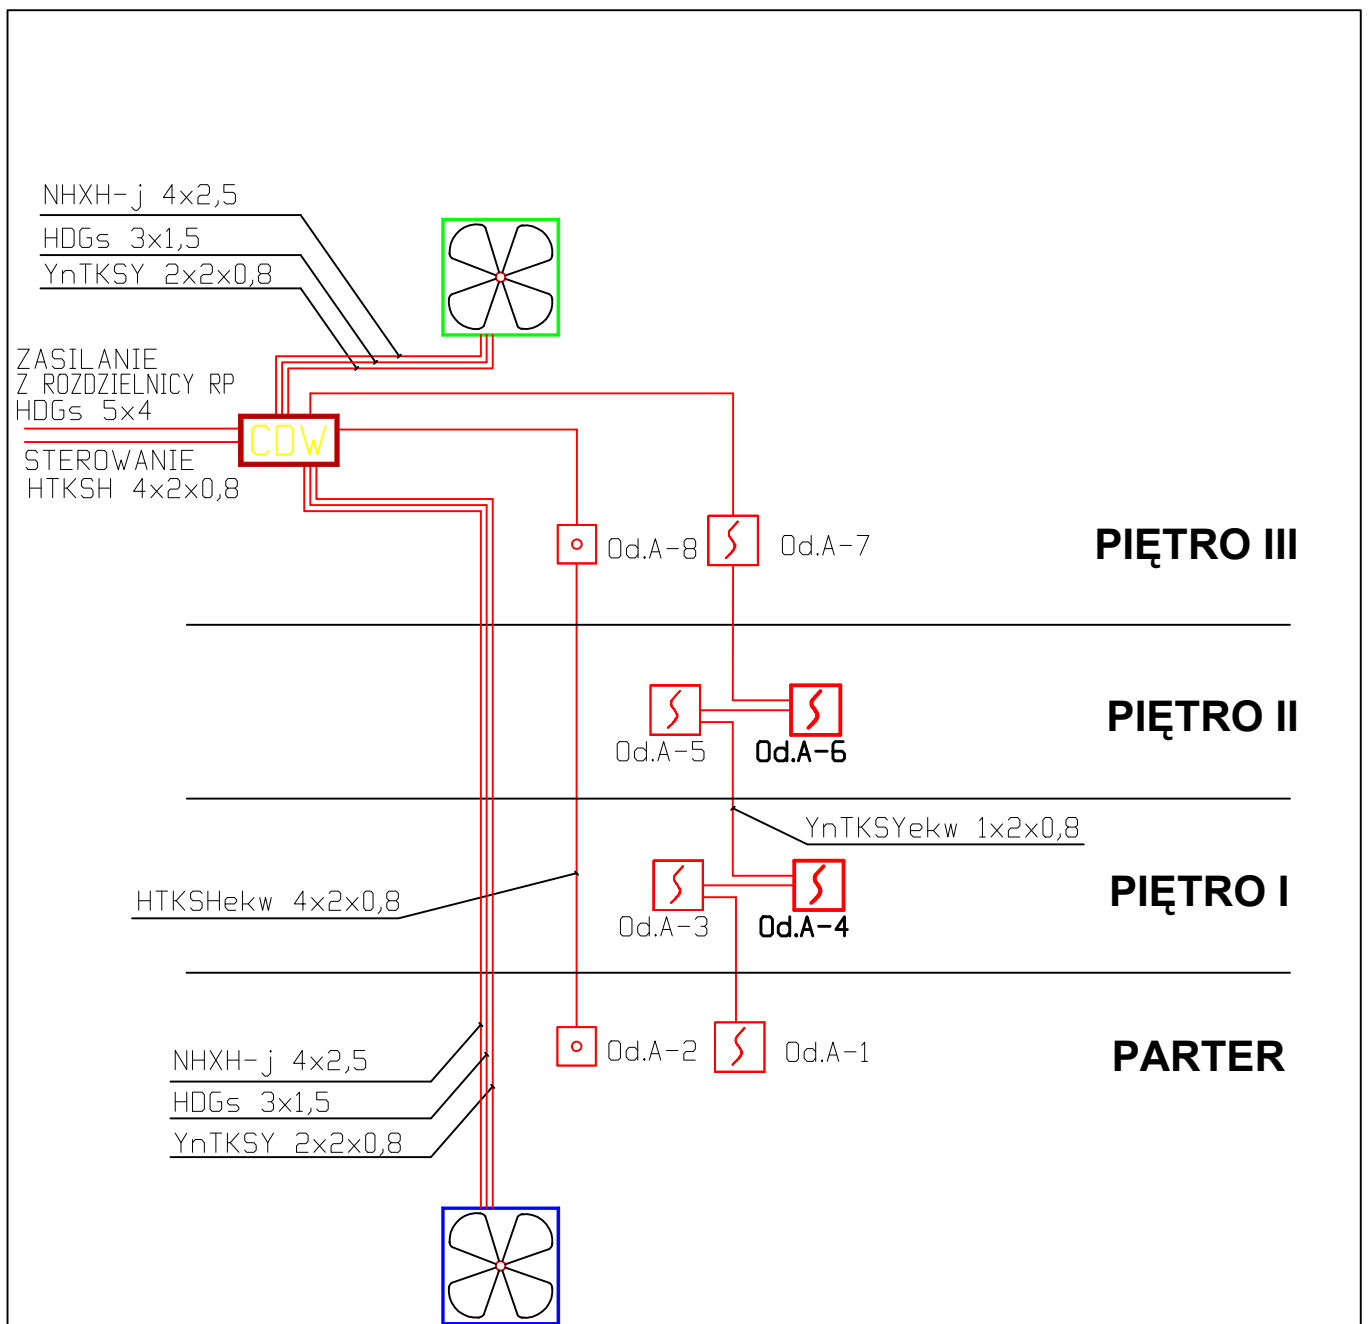 NHXH-j 4x2,5
HDGs 3x1,5
YnTKSY 2x2x0,8
ZASILANIE
Z ROZDZIELNICY RP
HDGs 5x4
CDW
STEROWANIE
HTKSH 4x2x0,8
Od.A-8
Od.A-7
PIĘTRO III
Od.A-5
Od.A-6
PIĘTRO II
YnTKSYekw 1x2x0,8
HTKSHekw 4x2x0,8
Od.A-3
Od.A-4
PIĘTRO I
NHXH-j 4x2,5
HDGs 3x1,5
YnTKSY 2x2x0,8
Od.A-2
Od.A-1
PARTER